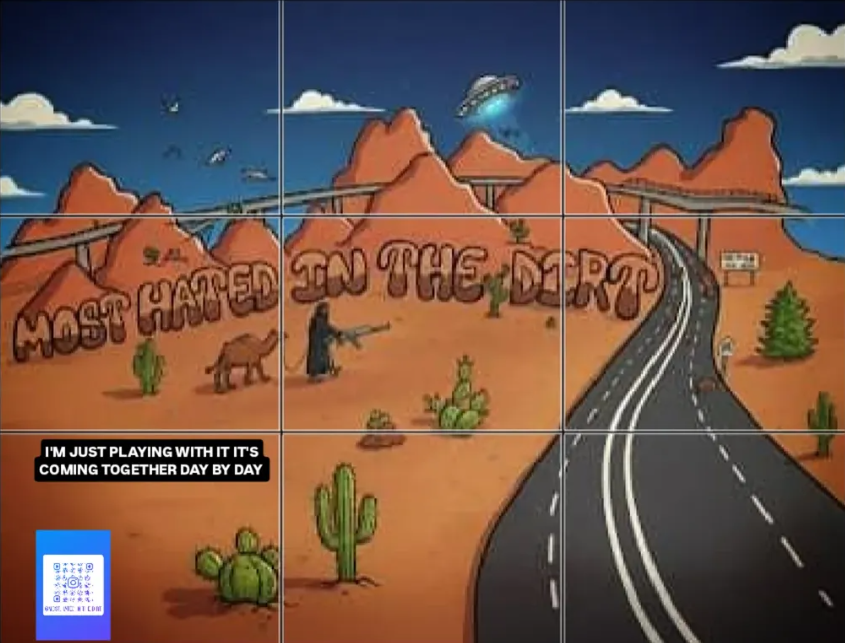 MOST HATED IN THE DIRT
I'M JUST PLAYING WITH IT IT'S
COMING TOGETHER DAY BY DAY